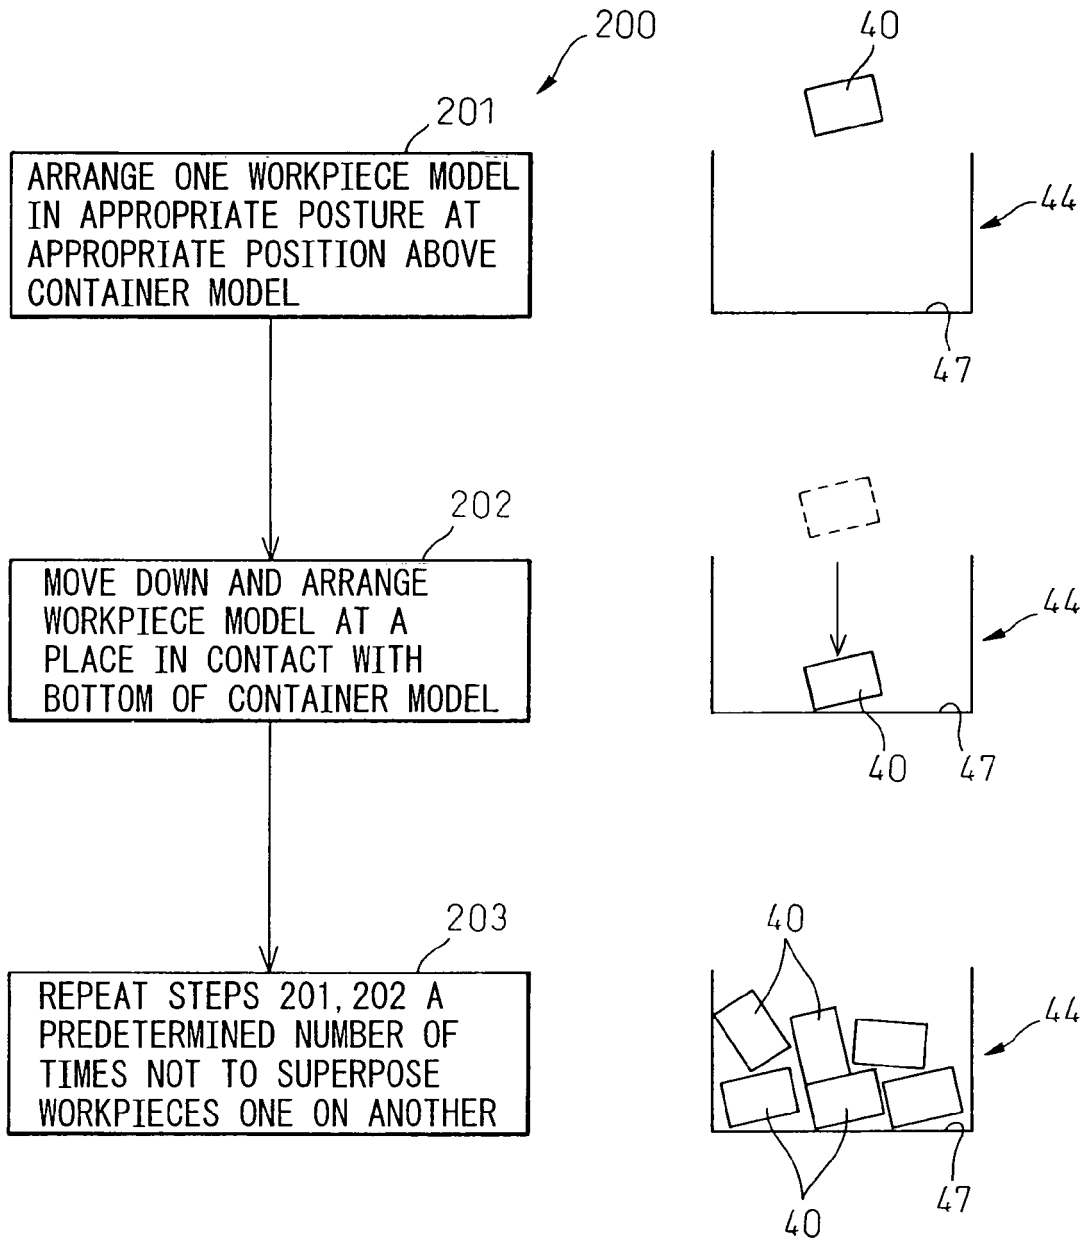 200
40
201
ARRANGE ONE WORKPIECE MODEL
IN APPROPRIATE POSTURE AT
APPROPRIATE POSITION ABOVE
CONTAINER MODEL
44
47
202
MOVE DOWN AND ARRANGE
WORKPIECE MODEL AT A
PLACE IN CONTACT WITH
BOTTOM OF CONTAINER MODEL
44
40
47
203
REPEAT STEPS 201, 202 A
PREDETERMINED NUMBER OF
TIMES NOT TO SUPERPOSE
WORKPIECES ONE ON ANOTHER
40
44
40
47